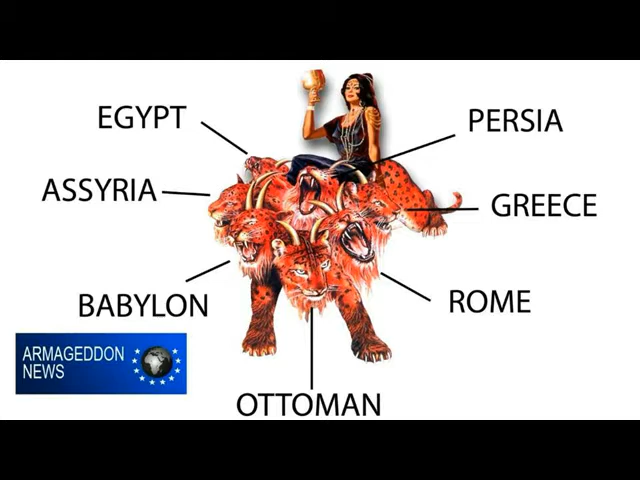 EGYPT
PERSIA
ASSYRIA
GREECE
BABYLON
ROME
ARMAGEDDON
NEWS
OTTOMAN